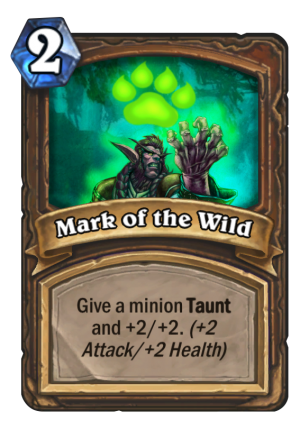 2
Mark of the Wild
Give a minion Taunt
and +2/+2. (+2
Attack/+2 Health)